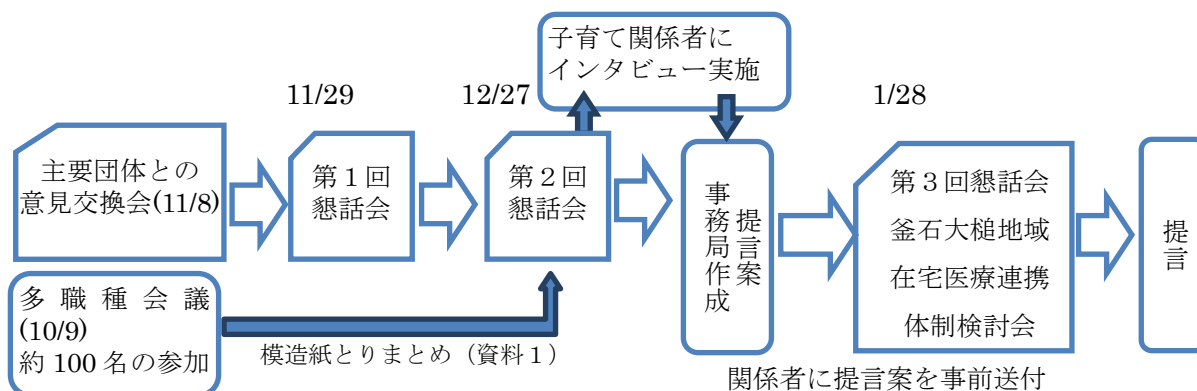 子育て関係者に
インタビュー実施
11/29
12/27
1/28
主要団体との
意見交換会(11/8)
第１回
懇話会
第２回
懇話会
提言案
事務局作成
第３回懇話会
釜石大槌地域
在宅医療連携
体制検討会
提言
多職種会議
(10/9)
約 100 名の参加
模造紙とりまとめ（資料１）
関係者に提言案を事前送付